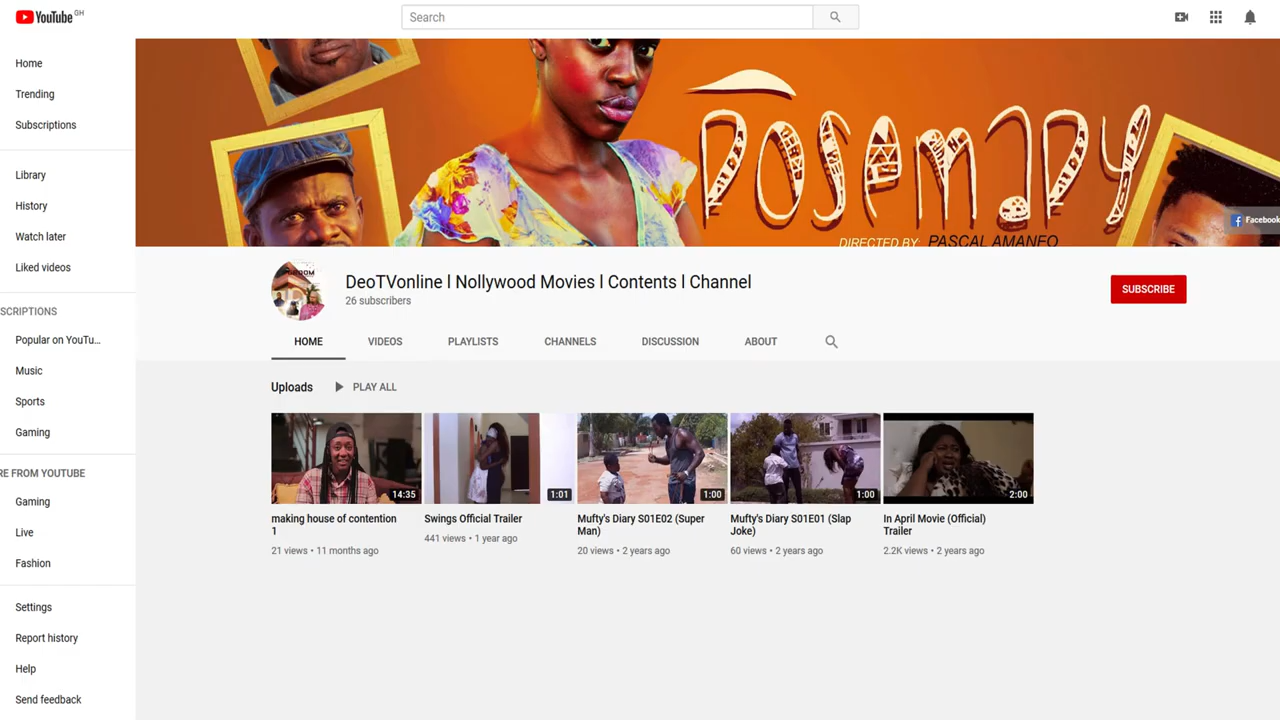 YouTube GH
Search
Home
Trending
Subscriptions
Library
History
Watch later
Liked videos
SCRIPTIONS
Popular on YouTu...
Music
Sports
Gaming
RE FROM YOUTUBE
Gaming
Live
Fashion
Settings
Report history
Help
Send feedback
ROSEMARY
DIRECTED BY: PASCAL AMANFO
Facebook
DeoTVonline l Nollywood Movies l Contents l Channel
26 subscribers
SUBSCRIBE
HOME VIDEOS PLAYLISTS CHANNELS DISCUSSION ABOUT
Uploads PLAY ALL
14:35 1:01 1:00 1:00 2:00
making house of contention
1
21 views • 11 months ago
Swings Official Trailer
441 views • 1 year ago
Mufty's Diary S01E02 (Super
Man)
20 views • 2 years ago
Mufty's Diary S01E01 (Slap
Joke)
60 views • 2 years ago
In April Movie (Official)
Trailer
2.2K views • 2 years ago